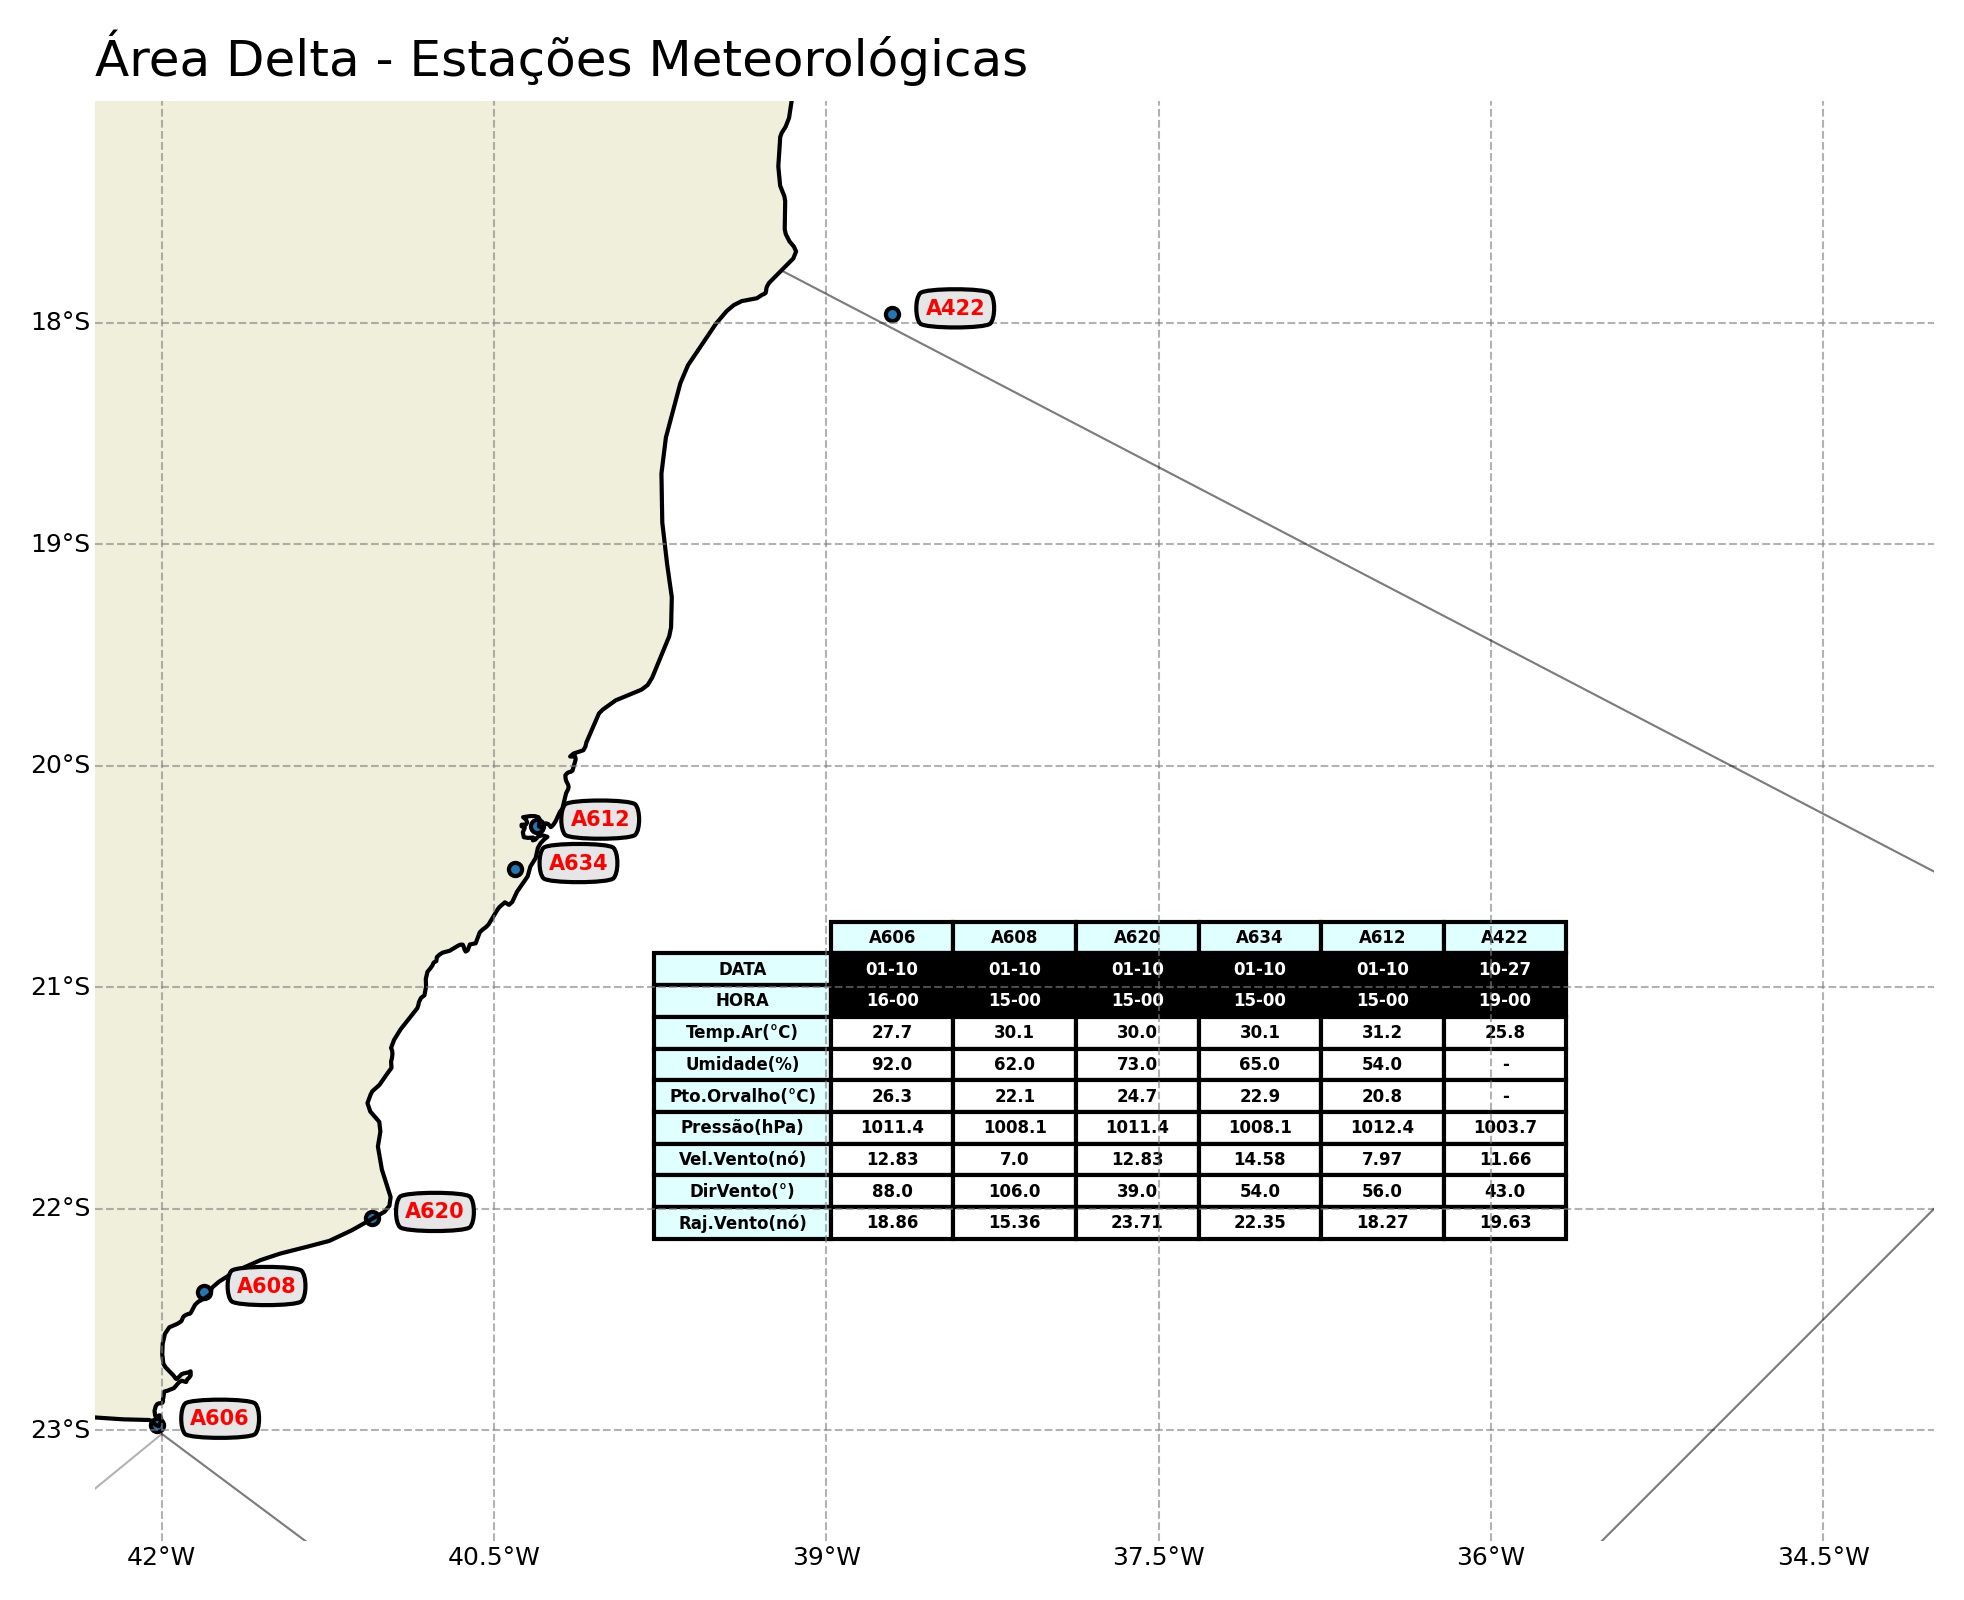 Área Delta - Estações Meteorológicas
A422
18°S
19°S
20°S
A612
A634
A606 A608 A620 A634 A612 A422
DATA 01-10 01-10 01-10 01-10 01-10 10-27
21°S
HORA 16-00 15-00 15-00 15-00 15-00 19-00
Temp.Ar(°C) 27.7 30.1 30.0 30.1 31.2 25.8
Umidade(%) 92.0 62.0 73.0 65.0 54.0 -
Pto.Orvalho(°C) 26.3 22.1 24.7 22.9 20.8 -
Pressão(hPa) 1011.4 1008.1 1011.4 1008.1 1012.4 1003.7
Vel.Vento(nó) 12.83 7.0 12.83 14.58 7.97 11.66
DirVento(°) 88.0 106.0 39.0 54.0 56.0 43.0
Raj.Vento(nó) 18.86 15.36 23.71 22.35 18.27 19.63
22°S
A620
A608
A606
23°S
42°W 40.5°W 39°W 37.5°W 36°W 34.5°W